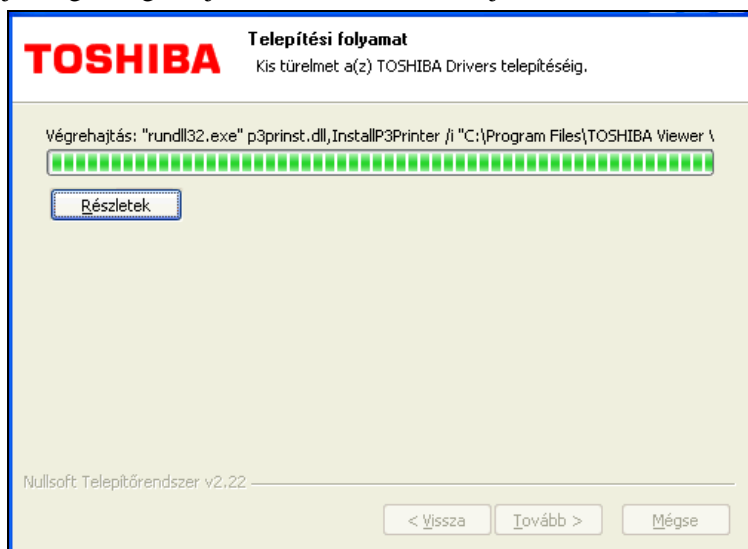 TOSHIBA
Telepítési folyamat
Kis türelmet a(z) TOSHIBA Drivers telepítéséig.
Végrehajtás: "rundll32.exe" p3prinst.dll,InstallP3Printer /i "C:\Program Files\TOSHIBA Viewer \
Részletek
Nullsoft Telepítőrendszer v2.22
< Vissza
Tovább >
Mégse